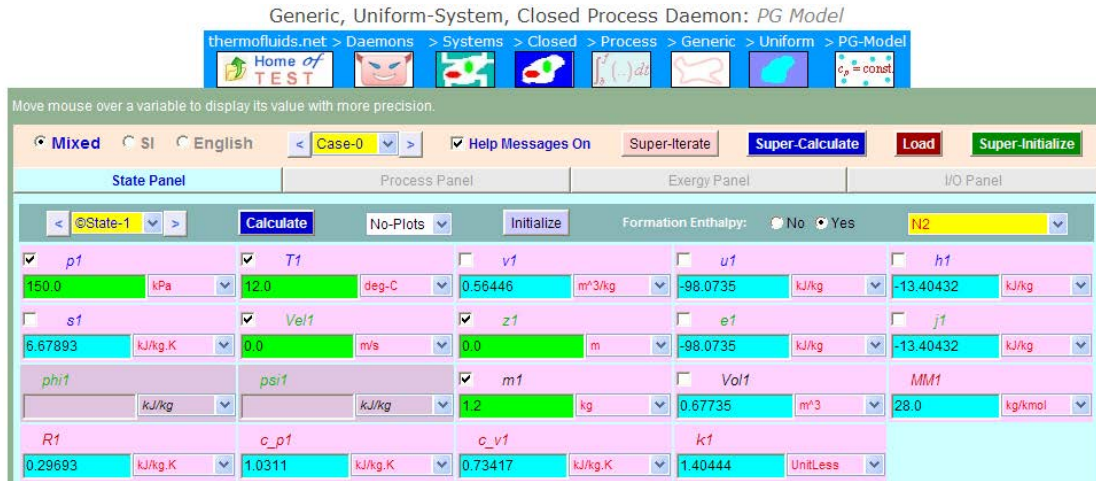 Generic, Uniform-System, Closed Process Daemon: PG Model
thermofluids.net > Daemons > Systems > Closed > Process > Generic > Uniform > PG-Model
Home of TEST ∫ᵇᶠ(..)dt c_p = const.
Move mouse over a variable to display its value with more precision.
Mixed SI English < Case-0 > Help Messages On Super-Iterate Super-Calculate Load Super-Initialize
State Panel Process Panel Exergy Panel I/O Panel
< ©State-1 > Calculate No-Plots Initialize Formation Enthalpy: No Yes N2
p1 T1 v1 u1 h1
150.0 kPa 12.0 deg-C 0.56446 m^3/kg -98.0735 kJ/kg -13.40432 kJ/kg
s1 Vel1 z1 e1 j1
6.67893 kJ/kg.K 0.0 m/s 0.0 m -98.0735 kJ/kg -13.40432 kJ/kg
phi1 psi1 m1 Vol1 MM1
kJ/kg kJ/kg 1.2 kg 0.67735 m^3 28.0 kg/kmol
R1 c_p1 c_v1 k1
0.29693 kJ/kg.K 1.0311 kJ/kg.K 0.73417 kJ/kg.K 1.40444 UnitLess